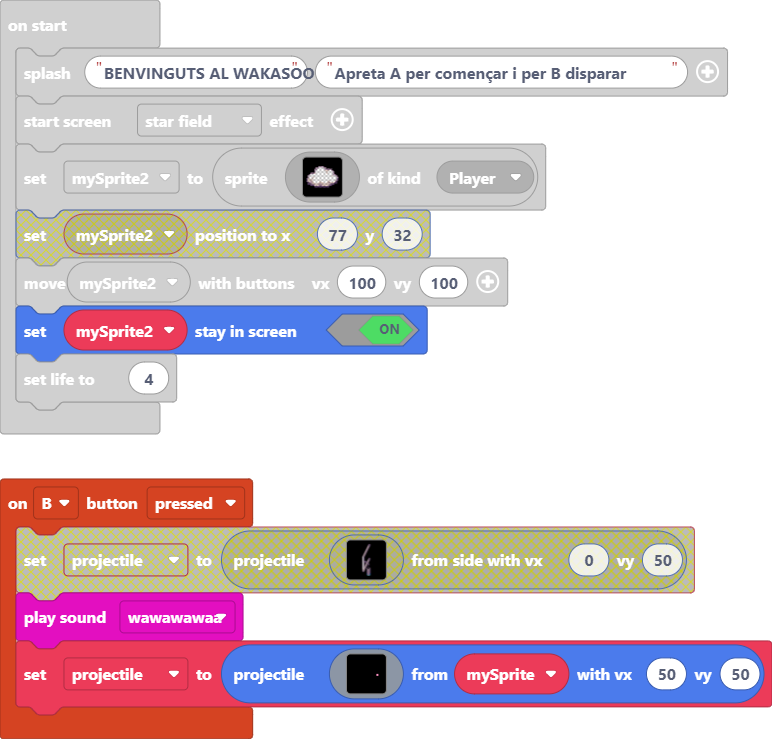 on start
splash "BENVINGUTS AL WAKASOO "Apreta A per començar i per B disparar"
start screen star field effect
set mySprite2 to sprite of kind Player
set mySprite2 position to x 77 y 32
move mySprite2 with buttons vx 100 vy 100
set mySprite2 stay in screen ON
set life to 4
on B button pressed
set projectile to projectile from side with vx 0 vy 50
play sound wawawawaa
set projectile to projectile from mySprite with vx 50 vy 50